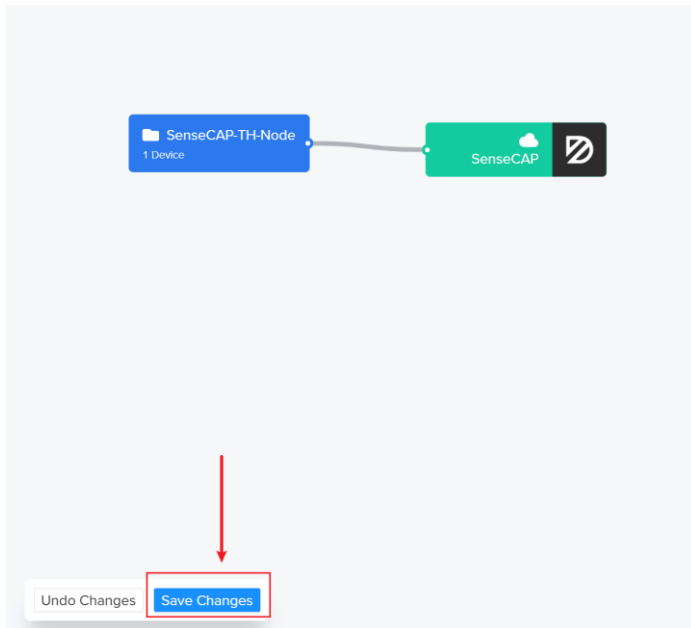 SenseCAP-TH-Node
1 Device
SenseCAP
Undo Changes
Save Changes